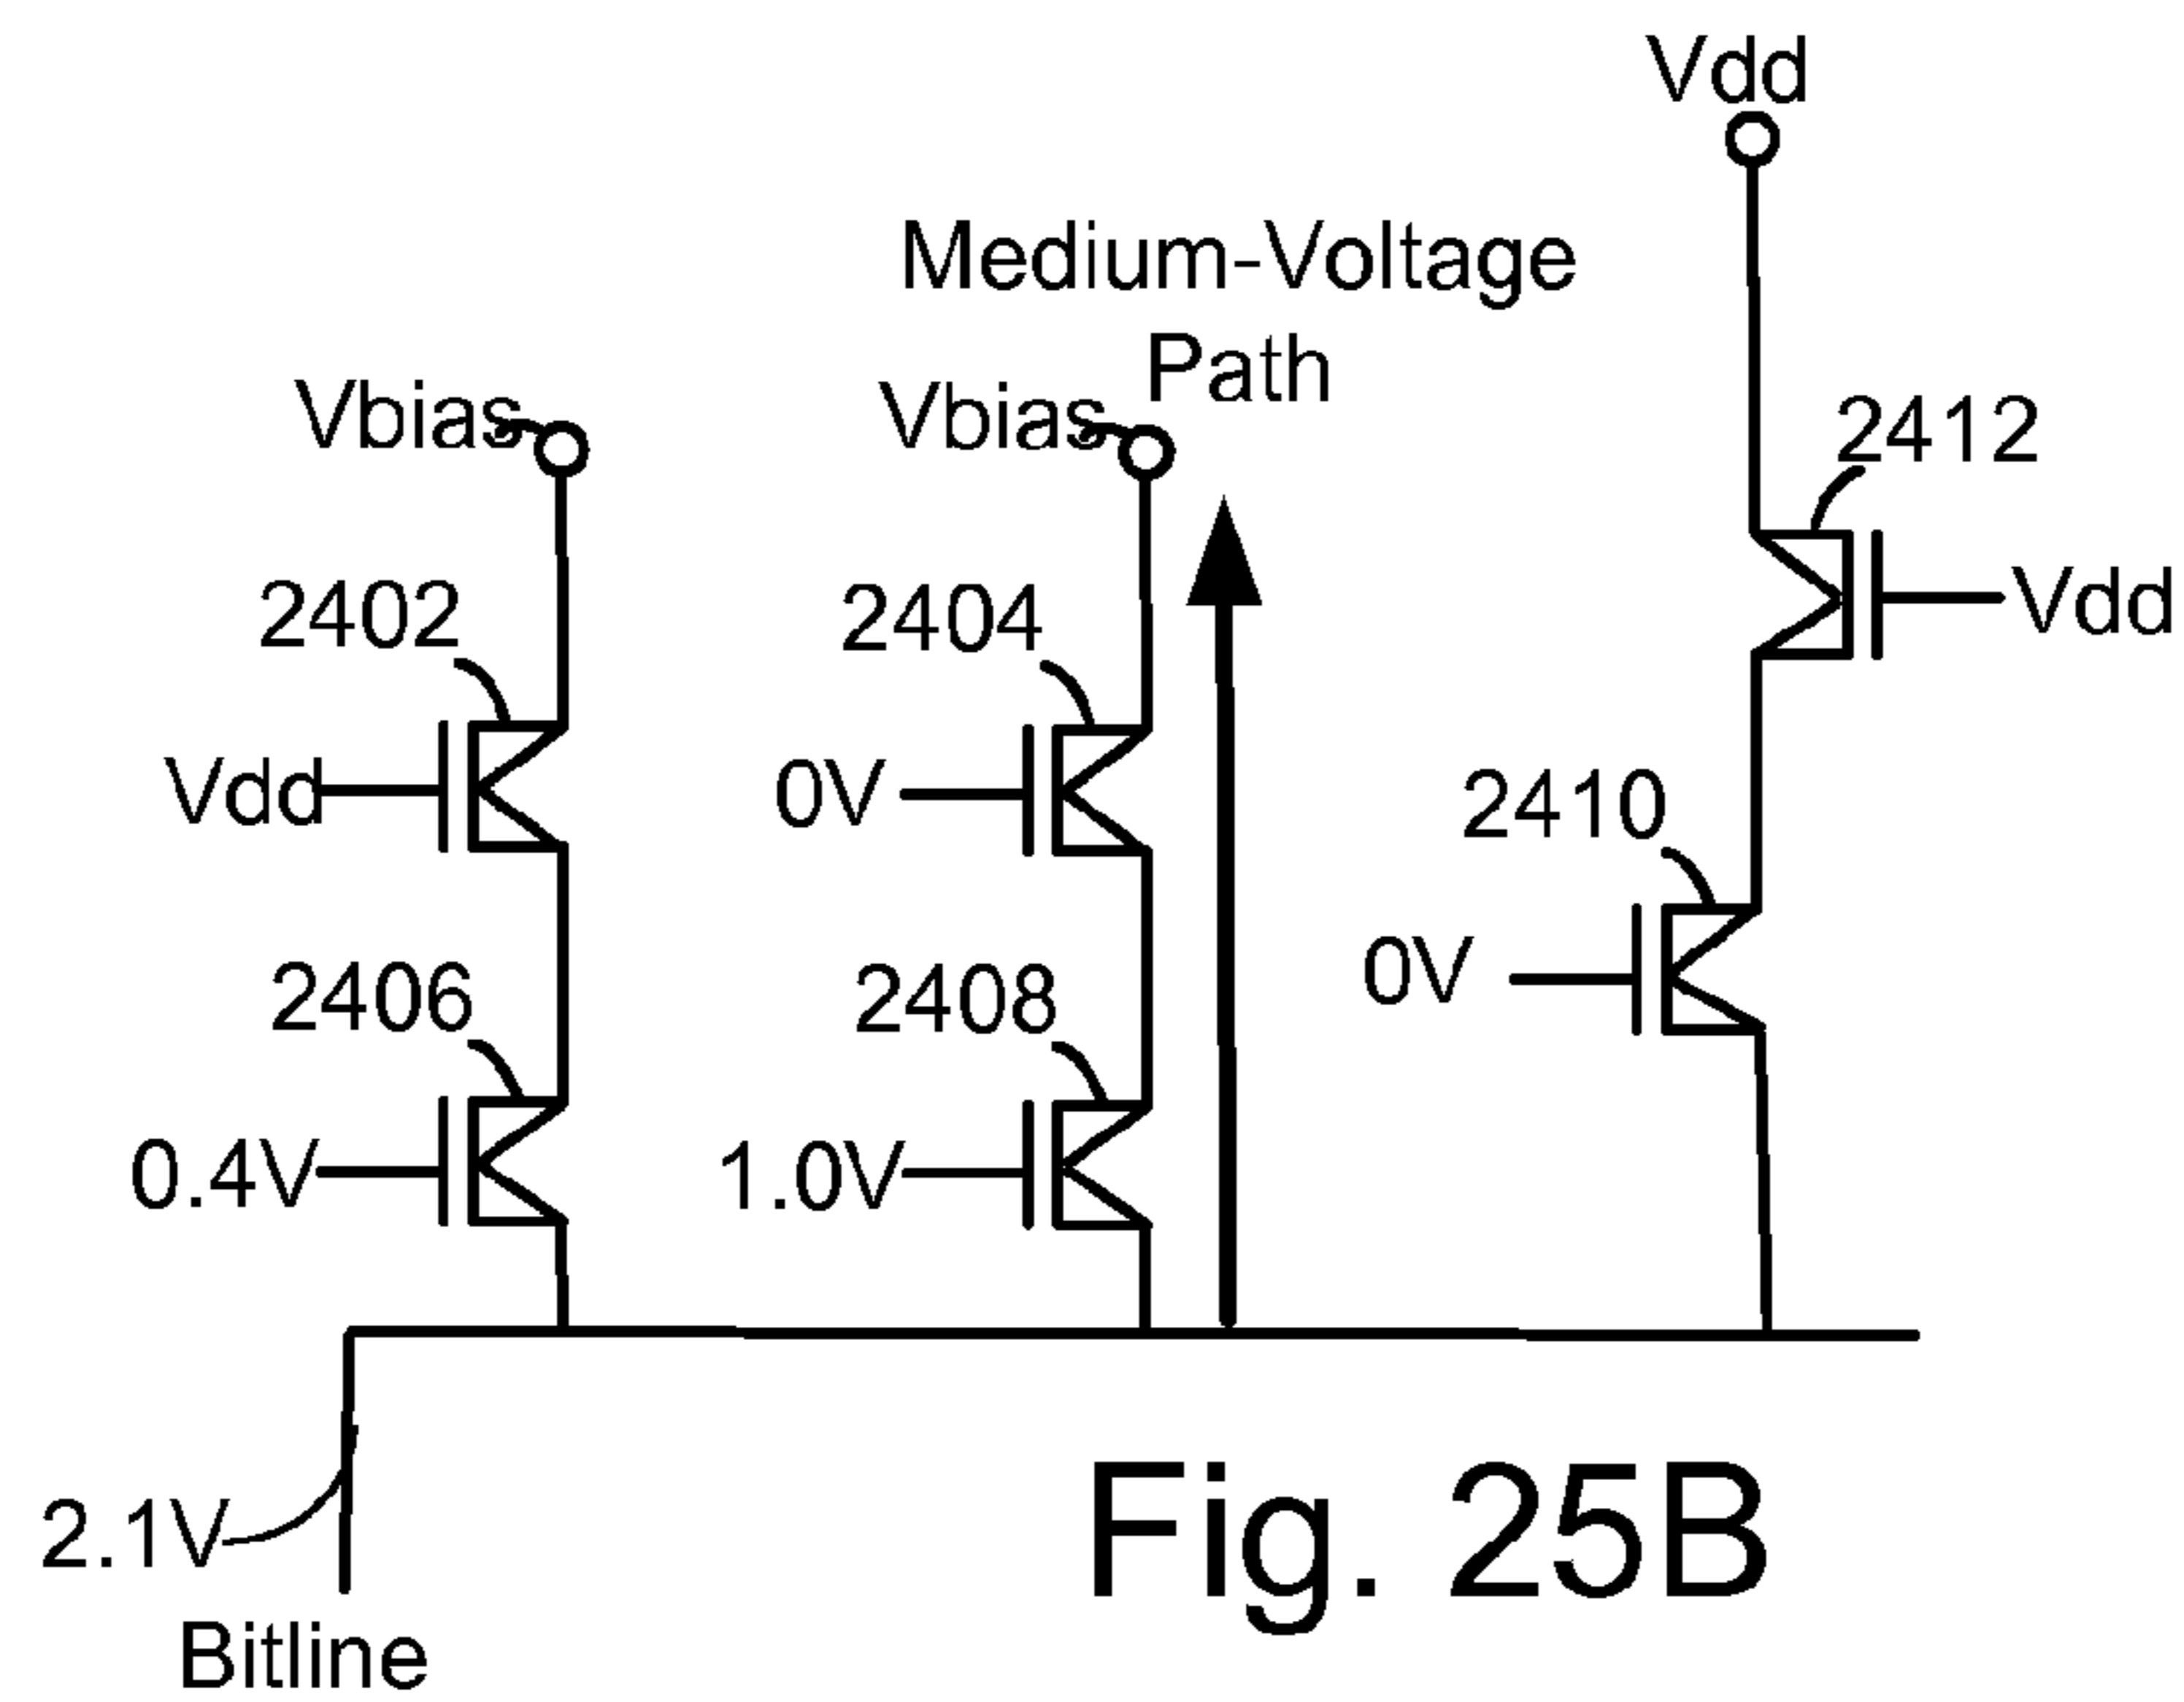 Vdd
Medium-Voltage
Path
Vbias
Vbias
2412
2402
2404
Vdd
Vdd
0V
2410
2406
2408
0V
0.4V
1.0V
2.1V
Fig. 25B
Bitline